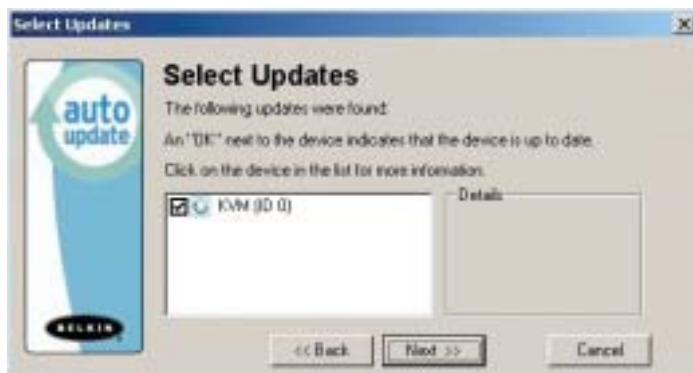 Select Updates
auto
update
BELKIN
Select Updates
The following updates were found:
An "OK" next to the device indicates that the device is up to date.
Click on the device in the list for more information.
KVM (ID 0)
Details
<< Back
Next >>
Cancel